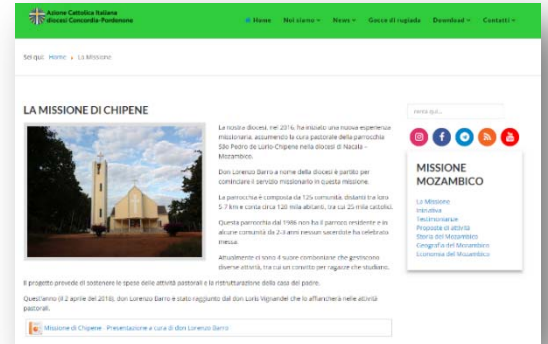 Azione Cattolica Italiana
diocesi Concordia-Pordenone
Home Noi siamo News Gocce di rugiada Download Contatti
Sei qui: Home La Missione
LA MISSIONE DI CHIPENE
La nostra diocesi, nel 2016, ha iniziato una nuova esperienza
missionaria, assumendo la cura pastorale della parrocchia
São Pedro de Lúrio-Chipene nella diocesi di Nacala -
Mozambico.
Don Lorenzo Barro a nome della diocesi è partito per
cominciare il servizio missionario in questa missione.
La parrocchia è composta da 125 comunità, distanti tra loro
5-7 km e conta circa 120 mila abitanti, tra cui 25 mila cattolici.
Questa parrocchia dal 1986 non ha il parroco residente e in
alcune comunità da 2-3 anni nessun sacerdote ha celebrato
messa.
Attualmente ci sono 4 suore comboniane che gestiscono
diverse attività, tra cui un convitto per ragazze che studiano.
Il progetto prevede di sostenere le spese delle attività pastorali e la ristrutturazione della casa del padre.
Quest'anno (il 2 aprile del 2018), don Lorenzo Barro è stato raggiunto dal don Loris Vignandel che lo affiancherà nelle attività
pastorali.
Missione di Chipene - Presentazione a cura di don Lorenzo Barro
cerca qui...
MISSIONE
MOZAMBICO
La Missione
Iniziativa
Testimonianze
Proposte di attività
Storia del Mozambico
Geografia del Mozambico
Economia del Mozambico